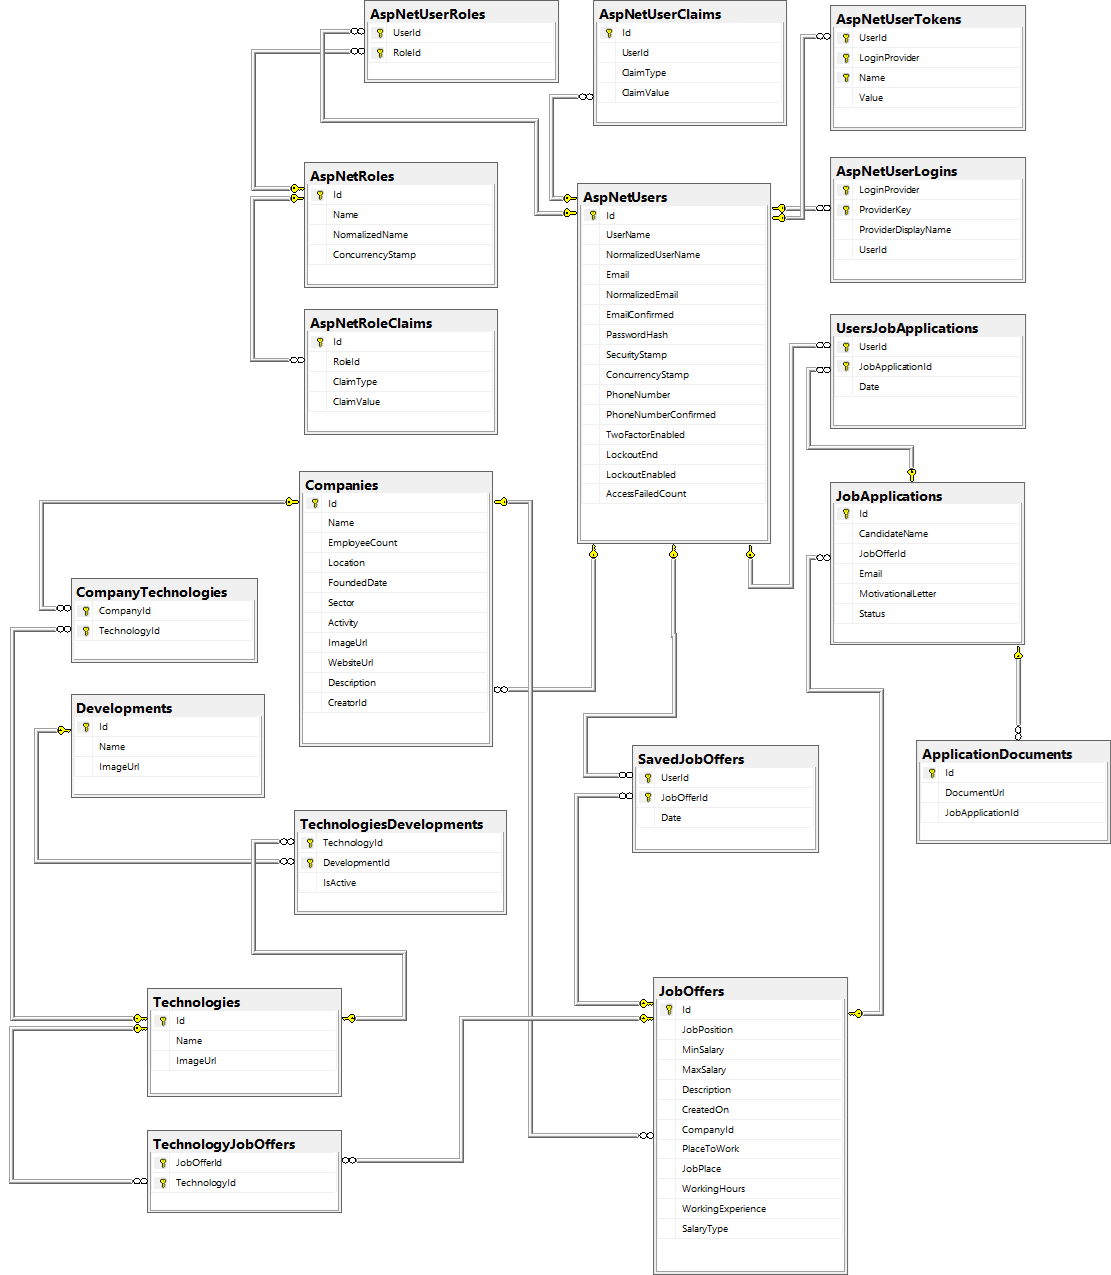 AspNetUserRoles
UserId
RoleId
AspNetUserClaims
Id
UserId
ClaimType
ClaimValue
AspNetUserTokens
UserId
LoginProvider
Name
Value
AspNetRoles
Id
Name
NormalizedName
ConcurrencyStamp
AspNetUsers
Id
UserName
NormalizedUserName
Email
NormalizedEmail
EmailConfirmed
PasswordHash
SecurityStamp
ConcurrencyStamp
PhoneNumber
PhoneNumberConfirmed
TwoFactorEnabled
LockoutEnd
LockoutEnabled
AccessFailedCount
AspNetUserLogins
LoginProvider
ProviderKey
ProviderDisplayName
UserId
AspNetRoleClaims
Id
RoleId
ClaimType
ClaimValue
UsersJobApplications
UserId
JobApplicationId
Date
Companies
Id
Name
EmployeeCount
Location
FoundedDate
Sector
Activity
ImageUrl
WebsiteUrl
Description
CreatorId
JobApplications
Id
CandidateName
JobOfferId
Email
MotivationalLetter
Status
CompanyTechnologies
CompanyId
TechnologyId
Developments
Id
Name
ImageUrl
SavedJobOffers
UserId
JobOfferId
Date
ApplicationDocuments
Id
DocumentUrl
JobApplicationId
TechnologiesDevelopments
TechnologyId
DevelopmentId
IsActive
Technologies
Id
Name
ImageUrl
JobOffers
Id
JobPosition
MinSalary
MaxSalary
Description
CreatedOn
CompanyId
PlaceToWork
JobPlace
WorkingHours
WorkingExperience
SalaryType
TechnologyJobOffers
JobOfferId
TechnologyId